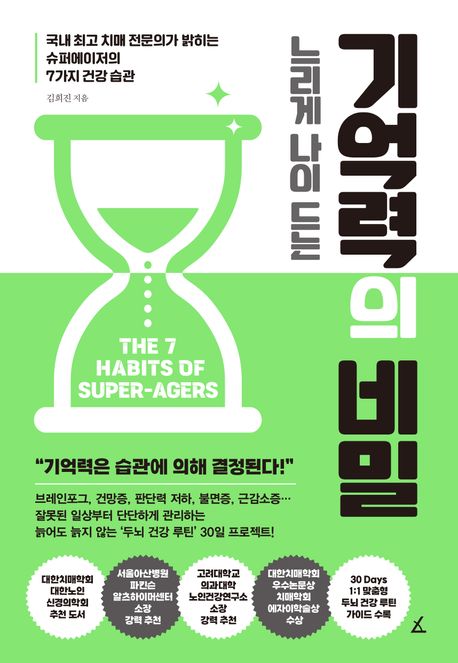 국내 최고 치매 전문의가 밝히는
슈퍼에이저의
7가지 건강 습관
김희진 지음
느리게 나이 드는
기억력의 비밀
THE 7
HABITS OF
SUPER-AGERS
“기억력은 습관에 의해 결정된다!"
브레인포그, 건망증, 판단력 저하, 불면증, 근감소증…
잘못된 일상부터 단단하게 관리하는
늙어도 늙지 않는 ‘두뇌 건강 루틴’ 30일 프로젝트!
대한치매학회
대한노인
신경의학회
추천 도서
서울아산병원
파킨슨
알츠하이머센터
소장
강력 추천
고려대학교
의과대학
노인건강연구소
소장
강력 추천
대한치매학회
우수논문상
치매학회
에자이학술상
수상
30 Days
1:1 맞춤형
두뇌 건강 루틴
가이드 수록